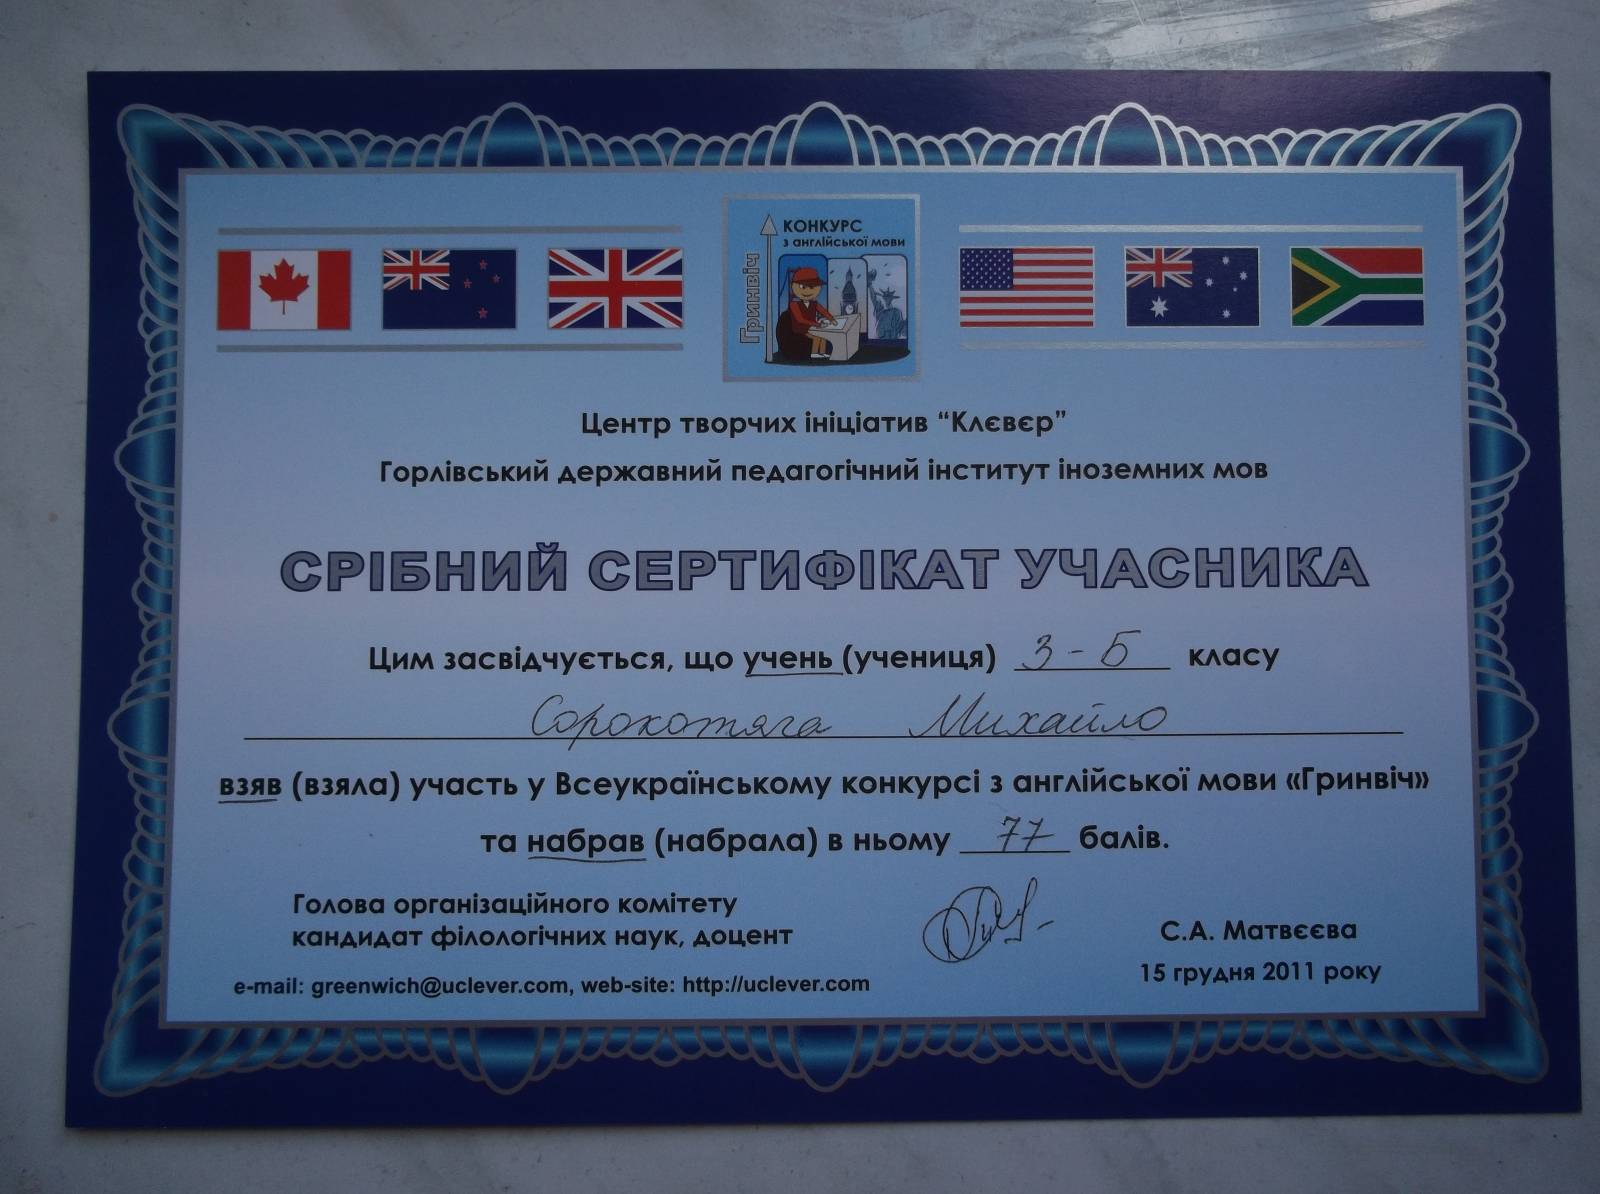 КОНКУРС
з англійської мови
Гринвіч
Центр творчих ініціатив “Клєвєр”
Горлівський державний педагогічний інститут іноземних мов
СРІБНИЙ СЕРТИФІКАТ УЧАСНИКА
Цим засвідчується, що учень (учениця) 3-Б класу
Сорокотяга Михайло
взяв (взяла) участь у Всеукраїнському конкурсі з англійської мови «Гринвіч»
та набрав (набрала) в ньому 77 балів.
Голова організаційного комітету
кандидат філологічних наук, доцент
С.А. Матвєєва
15 грудня 2011 року
e-mail: greenwich@uclever.com, web-site: http://uclever.com